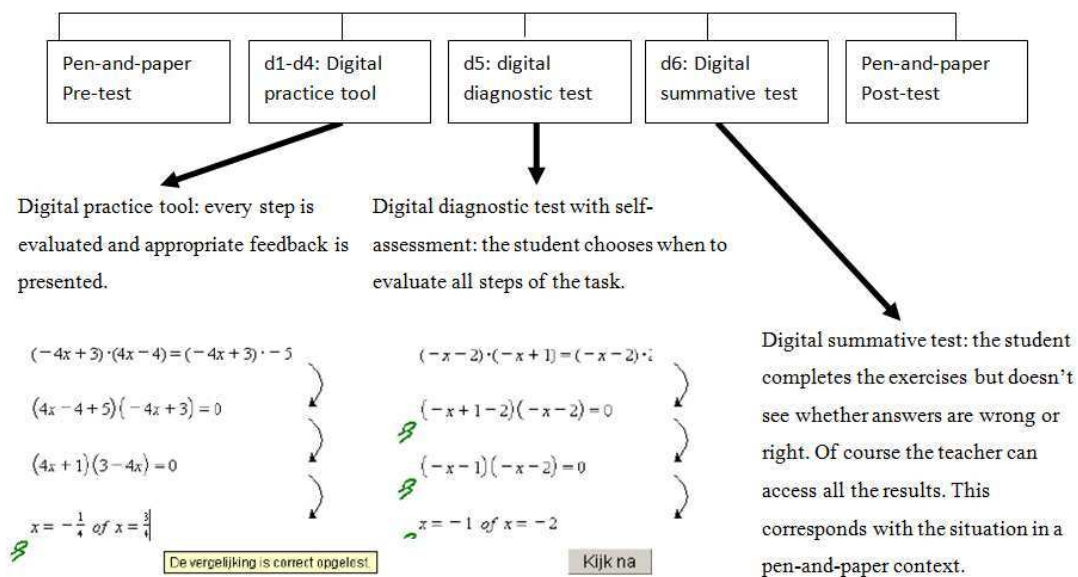 Pen-and-paper
Pre-test
d1-d4: Digital
practice tool
d5: digital
diagnostic test
d6: Digital
summative test
Pen-and-paper
Post-test
Digital practice tool: every step is
evaluated and appropriate feedback is
presented.
Digital diagnostic test with self-
assessment: the student chooses when to
evaluate all steps of the task.
(−4x+3)·(4x−4)=(−4x+3)·−5
(4x−4+5)(−4x+3)=0
(4x+1)(3−4x)=0
x=−1/4 of x=3/4
De vergelijking is correct opgelost.
(−x−2)·(−x+1)=(−x−2)·2
(−x+1−2)(−x−2)=0
(−x−1)(−x−2)=0
x=−1 of x=−2
Kijk na
Digital summative test: the student
completes the exercises but doesn't
see whether answers are wrong or
right. Of course the teacher can
access all the results. This
corresponds with the situation in a
pen-and-paper context.